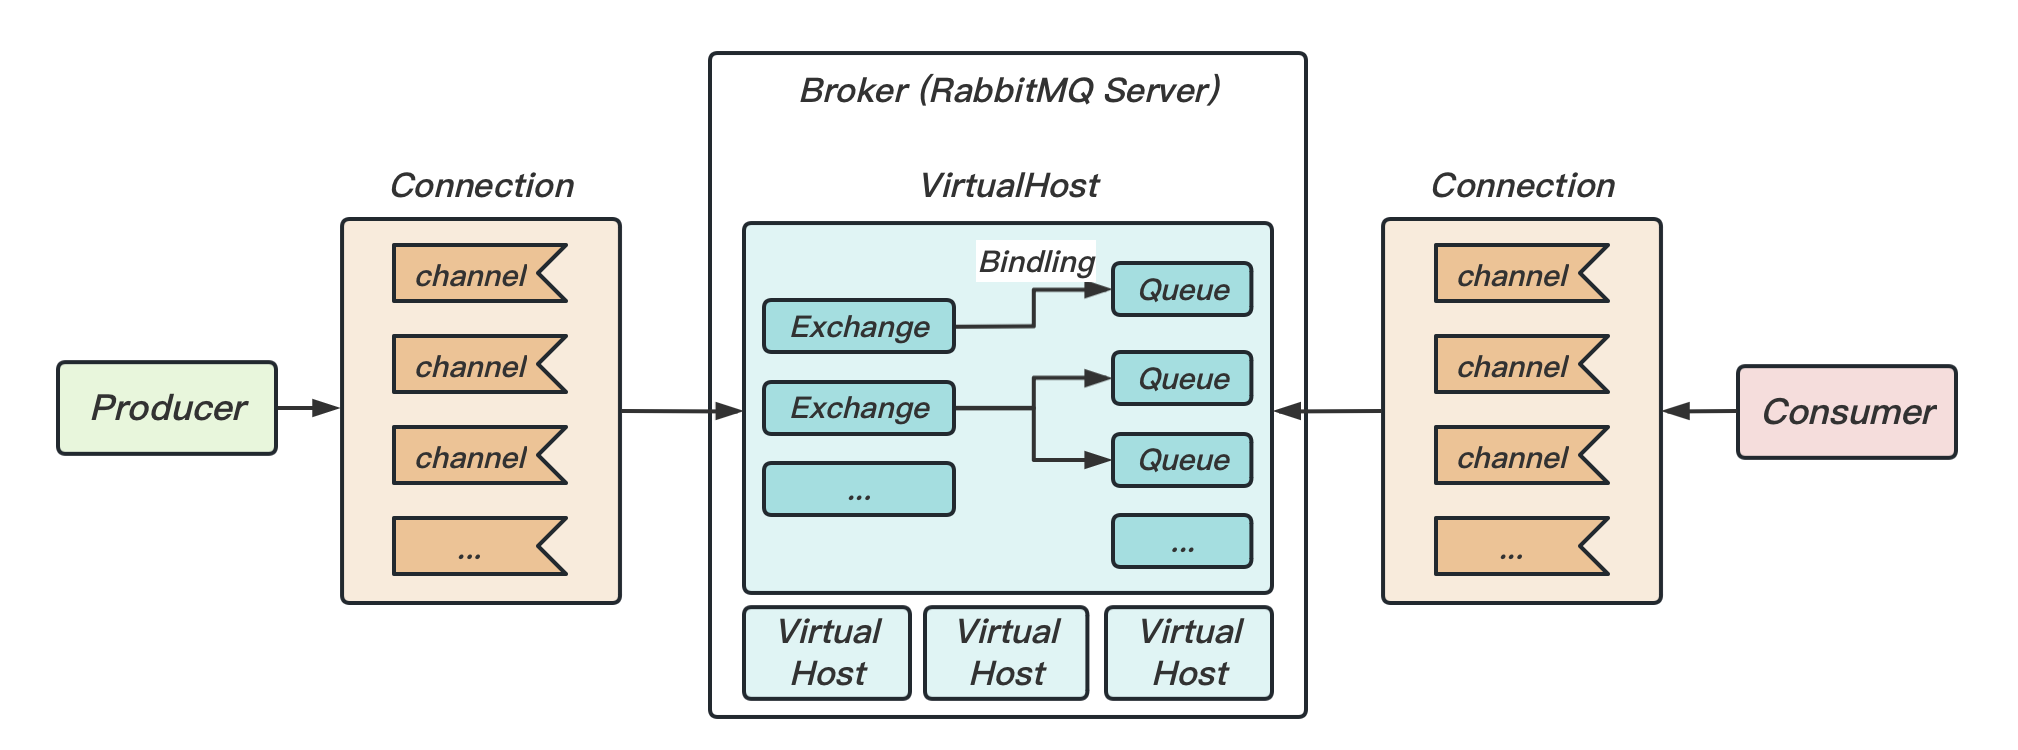 Broker (RabbitMQ Server)
Connection
VirtualHost
Connection
channel
channel
channel
...
Producer
Bindling
Exchange
Exchange
...
Queue
Queue
Queue
...
channel
channel
channel
...
Consumer
Virtual
Host
Virtual
Host
Virtual
Host